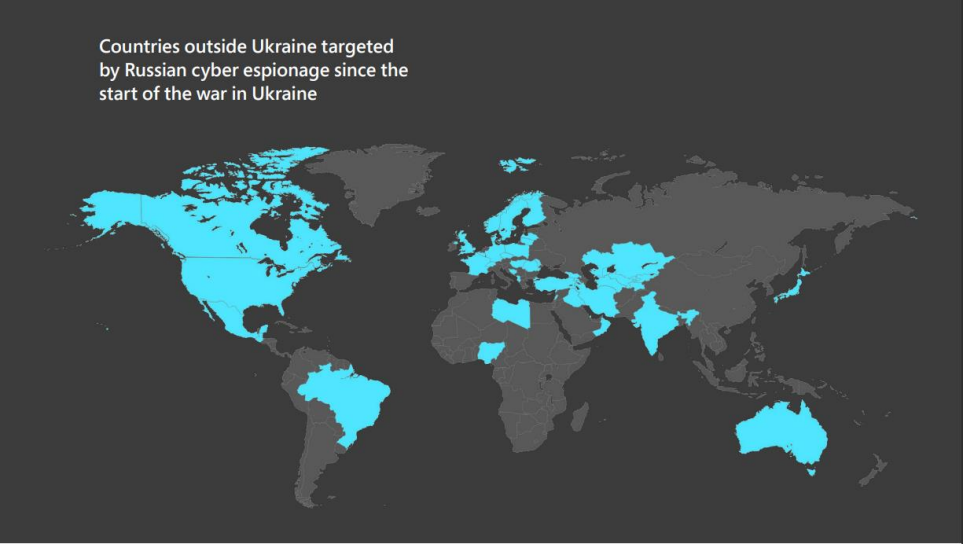 Countries outside Ukraine targeted
by Russian cyber espionage since the
start of the war in Ukraine